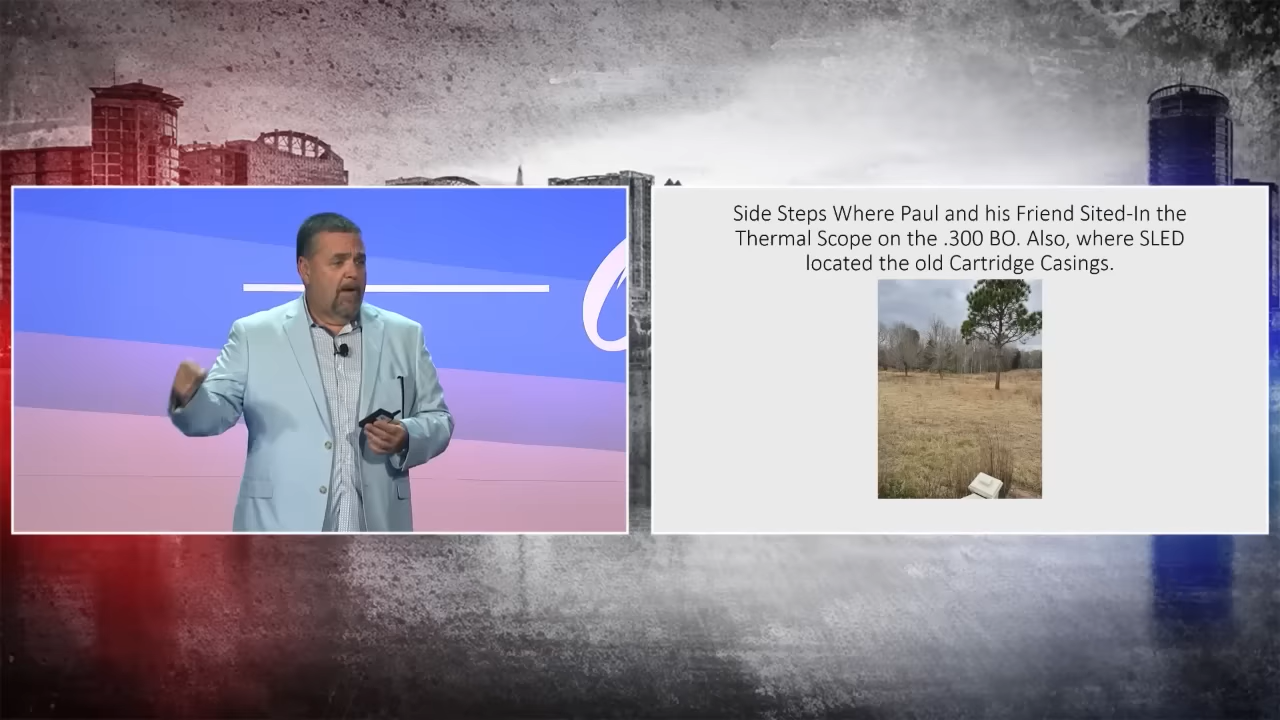 Side Steps Where Paul and his Friend Sited-In the
Thermal Scope on the .300 BO. Also, where SLED
located the old Cartridge Casings.